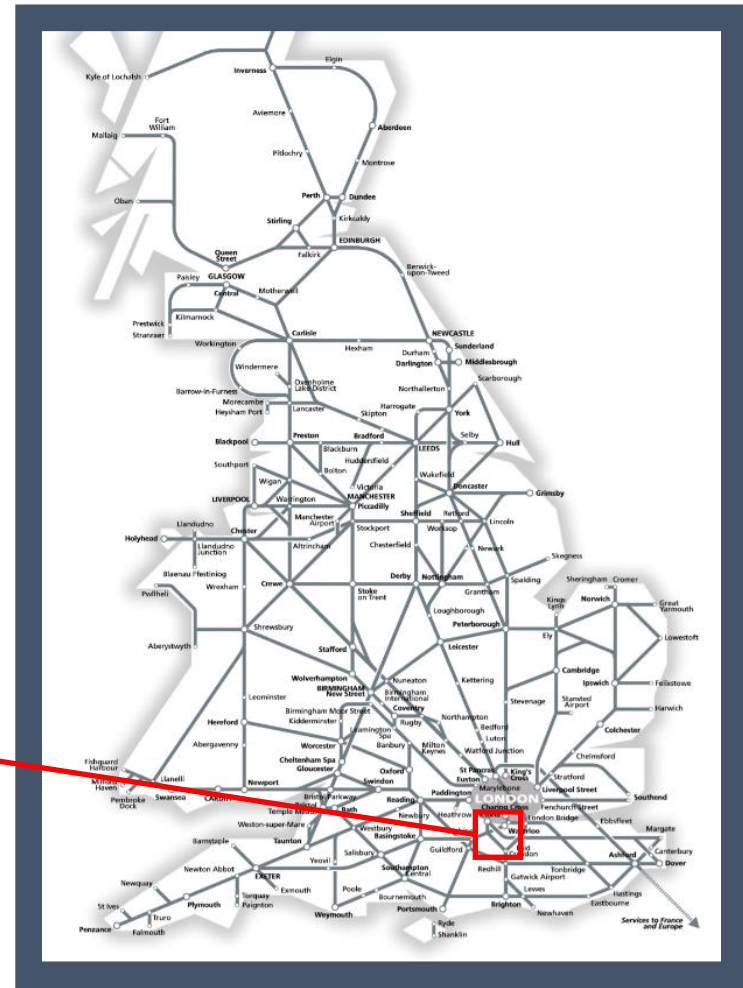 Elgin
Kyle of Lochalsh
Inverness
Aviemore
Fort
William
Mallaig
Aberdeen
Pitlochry
Montrose
Oban
Perth
Dundee
Stirling
Kirkcaldy
Queen
Street
Falkirk
EDINBURGH
Berwick-
upon-Tweed
Paisley
GLASGOW
Central
Motherwell
Prestwick
Kilmarnock
Stranraer
Carlisle
NEWCASTLE
Workington
Hexham
Sunderland
Durham
Darlington
Middlesbrough
Windermere
Scarborough
Oxenholme
Lake District
Barrow-in-Furness
Northallerton
Morecambe
Heysham Port
Lancaster
Harrogate
Skipton
York
Blackpool
Preston
Blackburn
Bradford
LEEDS
Selby
Hull
Southport
Bolton
Huddersfield
Wakefield
Wigan
Victoria
MANCHESTER
Piccadilly
Doncaster
Grimsby
LIVERPOOL
Warrington
Manchester
Airport
Stockport
Sheffield
Retford
Worksop
Lincoln
Llandudno
Holyhead
Llandudno
Junction
Chester
Altrincham
Chesterfield
Newark
Skegness
Blaenau Ffestiniog
Wrexham
Crewe
Stoke
on Trent
Derby
Nottingham
Grantham
Spalding
Sheringham
Cromer
Pwllheli
Loughborough
Kings
Lynn
Norwich
Great
Yarmouth
Shrewsbury
Peterborough
Ely
Lowestoft
Aberystwyth
Stafford
Leicester
Wolverhampton
BIRMINGHAM
New Street
Nuneaton
Birmingham
International
Kettering
Cambridge
Ipswich
Felixstowe
Leominster
Birmingham Moor Street
Kidderminster
Coventry
Rugby
Northampton
Stevenage
Stansted
Airport
Harwich
Hereford
Leamington
Spa
Bedford
Luton
Colchester
Abergavenny
Worcester
Banbury
Milton
Keynes
Watford Junction
Chelmsford
Fishguard
Harbour
Cheltenham Spa
Gloucester
Oxford
St Pancras
Euston
King's
Cross
Stratford
Milford
Haven
Llanelli
Newport
Swindon
Marylebone
Paddington
Liverpool Street
Pembroke
Dock
Swansea
CARDIFF
Bristol Parkway
Bristol
Temple Meads
Bath
Reading
LONDON
Fenchurch Street
Southend
Newbury
Heathrow
Charing Cross
London Bridge
Ebbsfleet
Weston-super-Mare
Westbury
Basingstoke
Waterloo
Margate
Barnstaple
Taunton
Guildford
East
Croydon
Canterbury
Yeovil
Salisbury
Ashford
Dover
Newton Abbot
EXETER
Southampton
Central
Redhill
Tonbridge
Gatwick Airport
Newquay
Exmouth
Poole
Lewes
Hastings
St Ives
Torquay
Paignton
Bournemouth
Eastbourne
Plymouth
Weymouth
Portsmouth
Brighton
Newhaven
Truro
Penzance
Falmouth
Ryde
Shanklin
Services to France
and Europe